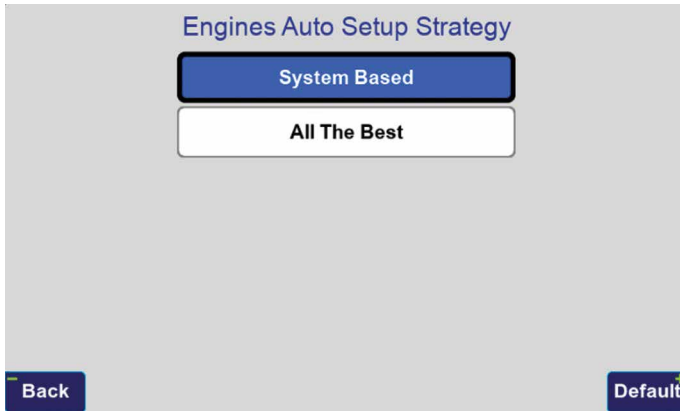 Engines Auto Setup Strategy
System Based
All The Best
Back
Default